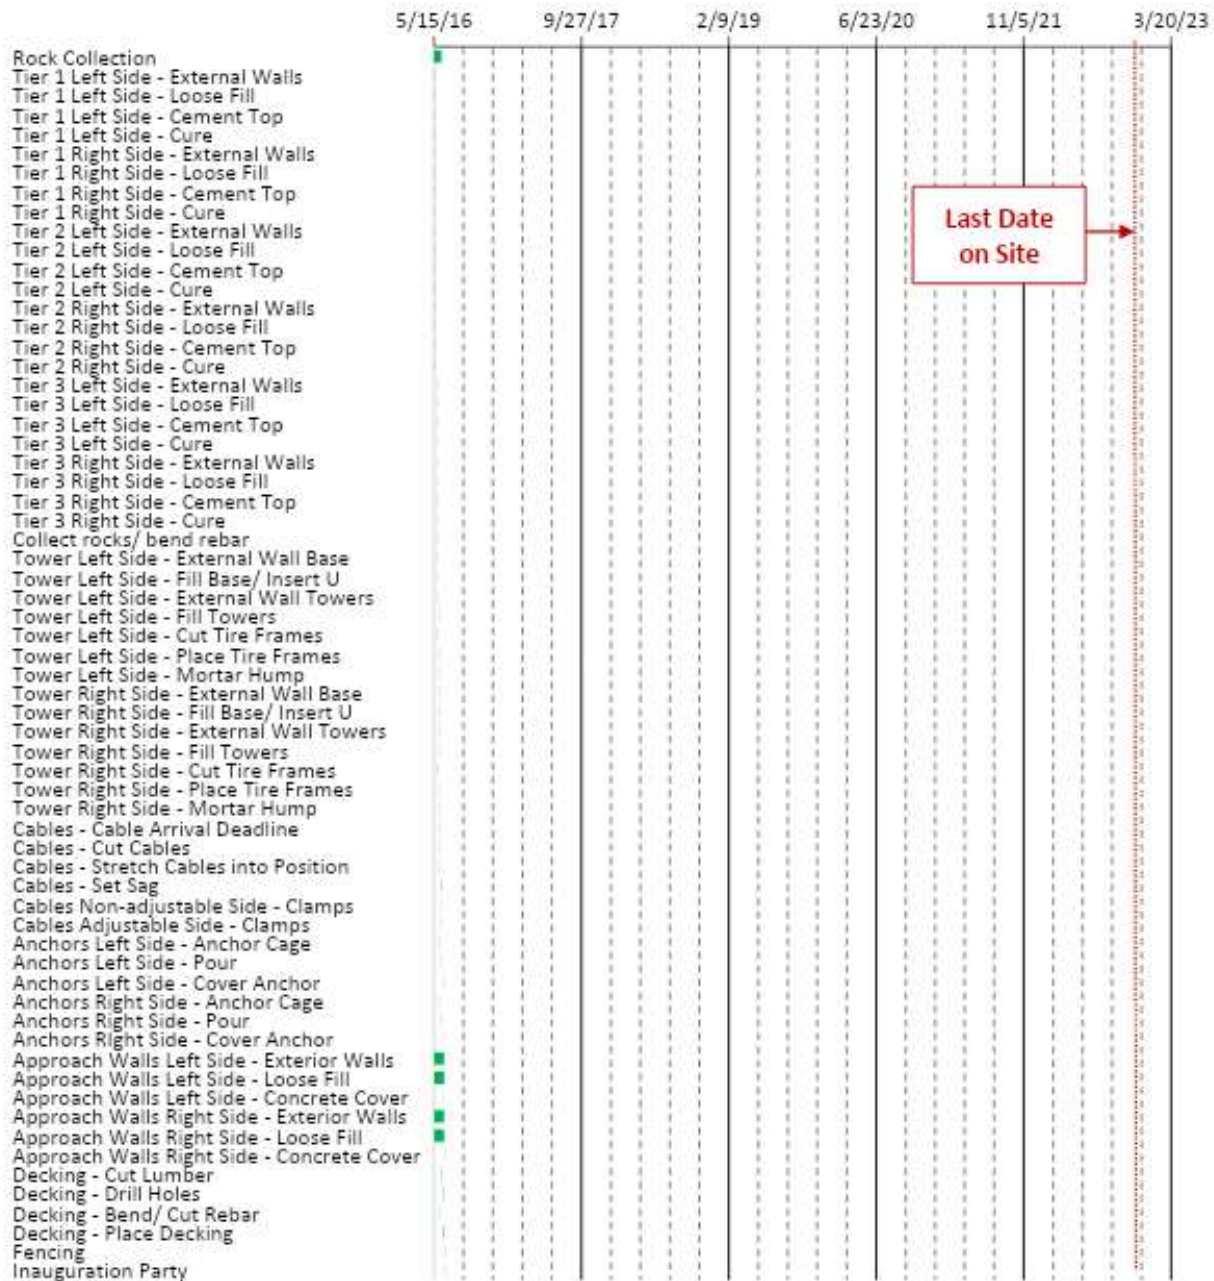 5/15/16 9/27/17 2/9/19 6/23/20 11/5/21 3/20/23
Rock Collection
Tier 1 Left Side - External Walls
Tier 1 Left Side - Loose Fill
Tier 1 Left Side - Cement Top
Tier 1 Left Side - Cure
Tier 1 Right Side - External Walls
Tier 1 Right Side - Loose Fill
Tier 1 Right Side - Cement Top
Tier 1 Right Side - Cure
Tier 2 Left Side - External Walls
Tier 2 Left Side - Loose Fill
Tier 2 Left Side - Cement Top
Tier 2 Left Side - Cure
Tier 2 Right Side - External Walls
Tier 2 Right Side - Loose Fill
Tier 2 Right Side - Cement Top
Tier 2 Right Side - Cure
Tier 3 Left Side - External Walls
Tier 3 Left Side - Loose Fill
Tier 3 Left Side - Cement Top
Tier 3 Left Side - Cure
Tier 3 Right Side - External Walls
Tier 3 Right Side - Loose Fill
Tier 3 Right Side - Cement Top
Tier 3 Right Side - Cure
Collect rocks/ bend rebar
Tower Left Side - External Wall Base
Tower Left Side - Fill Base/ Insert U
Tower Left Side - External Wall Towers
Tower Left Side - Fill Towers
Tower Left Side - Cut Tire Frames
Tower Left Side - Place Tire Frames
Tower Left Side - Mortar Hump
Tower Right Side - External Wall Base
Tower Right Side - Fill Base/ Insert U
Tower Right Side - External Wall Towers
Tower Right Side - Fill Towers
Tower Right Side - Cut Tire Frames
Tower Right Side - Place Tire Frames
Tower Right Side - Mortar Hump
Cables - Cable Arrival Deadline
Cables - Cut Cables
Cables - Stretch Cables into Position
Cables - Set Sag
Cables Non-adjustable Side - Clamps
Cables Adjustable Side - Clamps
Anchors Left Side - Anchor Cage
Anchors Left Side - Pour
Anchors Left Side - Cover Anchor
Anchors Right Side - Anchor Cage
Anchors Right Side - Pour
Anchors RIght Side - Cover Anchor
Approach Walls Left Side - Exterior Walls
Approach Walls Left Side - Loose Fill
Approach Walls Left Side - Concrete Cover
Approach Walls Right Side - Exterior Walls
Approach Walls Right Side - Loose Fill
Approach Walls Right Side - Concrete Cover
Decking - Cut Lumber
Decking - Drill Holes
Decking - Bend/ Cut Rebar
Decking - Place Decking
Fencing
Inauguration Party
Last Date
on Site